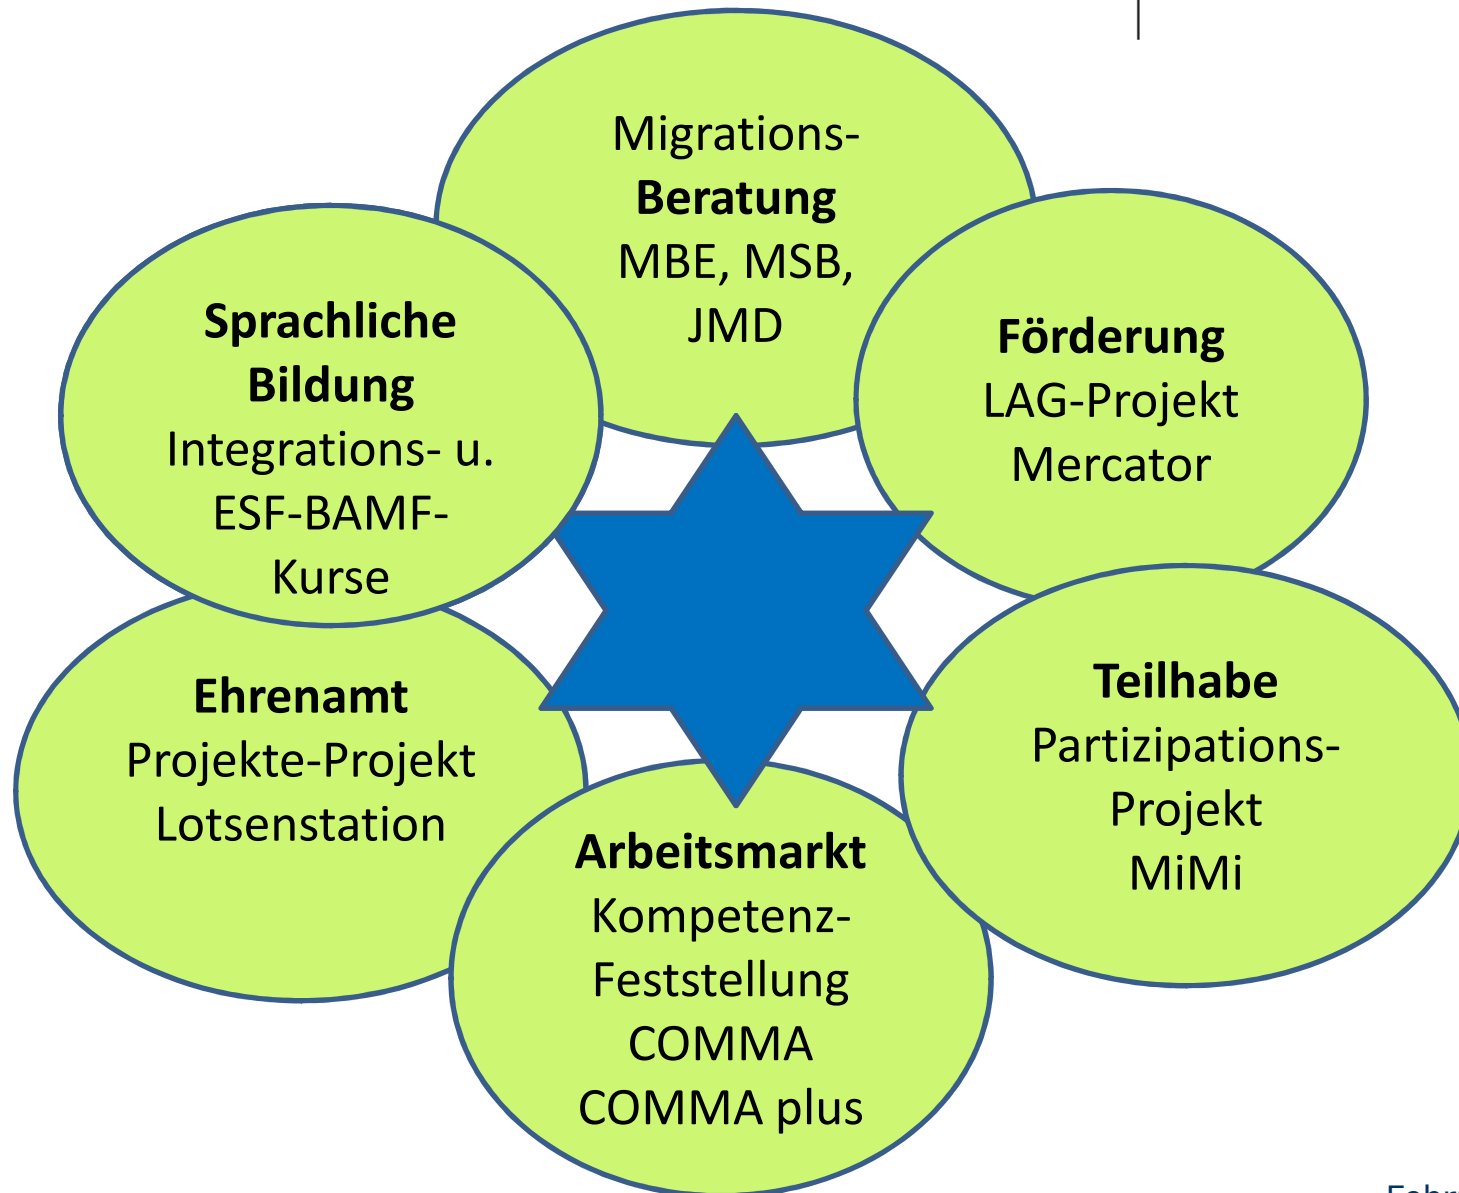 Migrations-
Beratung
MBE, MSB,
JMD
Sprachliche
Bildung
Integrations- u.
ESF-BAMF-
Kurse
Förderung
LAG-Projekt
Mercator
Ehrenamt
Projekte-Projekt
Lotsenstation
Teilhabe
Partizipations-
Projekt
MiMi
Arbeitsmarkt
Kompetenz-
Feststellung
COMMA
COMMA plus